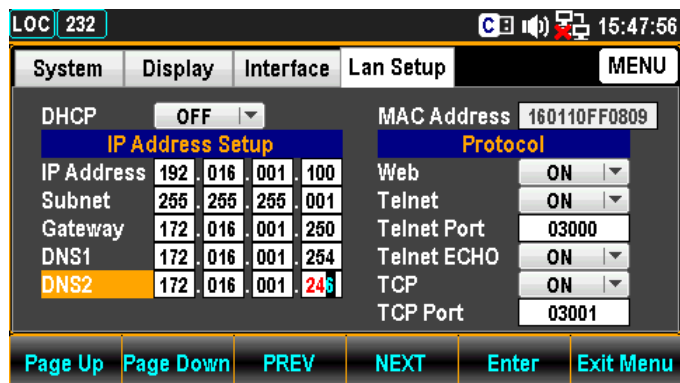 LOC 232 C 15:47:56
System Display Interface Lan Setup MENU
DHCP OFF MAC Address 160110FF0809
IP Address Setup Protocol
IP Address 192 . 016 . 001 . 100 Web ON
Subnet 255 . 255 . 255 . 001 Telnet ON
Gateway 172 . 016 . 001 . 250 Telnet Port 03000
DNS1 172 . 016 . 001 . 254 Telnet ECHO ON
DNS2 172 . 016 . 001 . 246 TCP ON
TCP Port 03001
Page Up Page Down PREV NEXT Enter Exit Menu